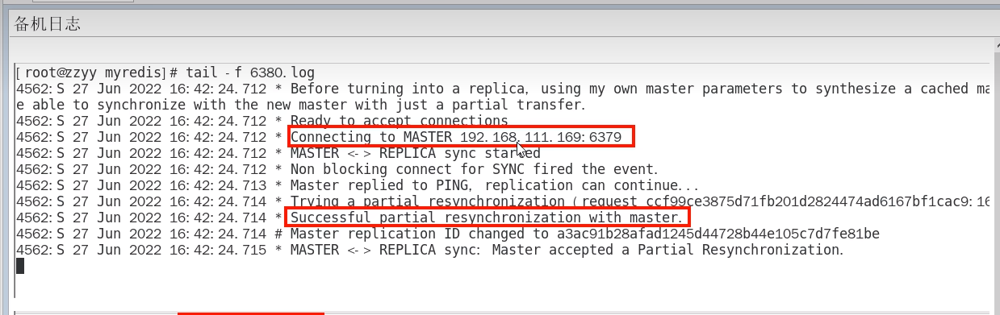 备机日志
[root@zzyy myredis]# tail -f 6380.log
4562:S 27 Jun 2022 16:42:24.712 * Before turning into a replica, using my own master parameters to synthesize a cached ma
e able to synchronize with the new master with just a partial transfer.
4562:S 27 Jun 2022 16:42:24.712 * Ready to accept connections
4562:S 27 Jun 2022 16:42:24.712 * Connecting to MASTER 192.168.111.169:6379
4562:S 27 Jun 2022 16:42:24.712 * MASTER <-> REPLICA sync started
4562:S 27 Jun 2022 16:42:24.712 * Non blocking connect for SYNC fired the event.
4562:S 27 Jun 2022 16:42:24.713 * Master replied to PING, replication can continue...
4562:S 27 Jun 2022 16:42:24.714 * Trying a partial resynchronization (request ccf99ce3875d71fb201d2824474ad6167bf1cac9:16
4562:S 27 Jun 2022 16:42:24.714 * Successful partial resynchronization with master.
4562:S 27 Jun 2022 16:42:24.714 # Master replication ID changed to a3ac91b28afad1245d44728b44e105c7d7fe81be
4562:S 27 Jun 2022 16:42:24.715 * MASTER <-> REPLICA sync: Master accepted a Partial Resynchronization.